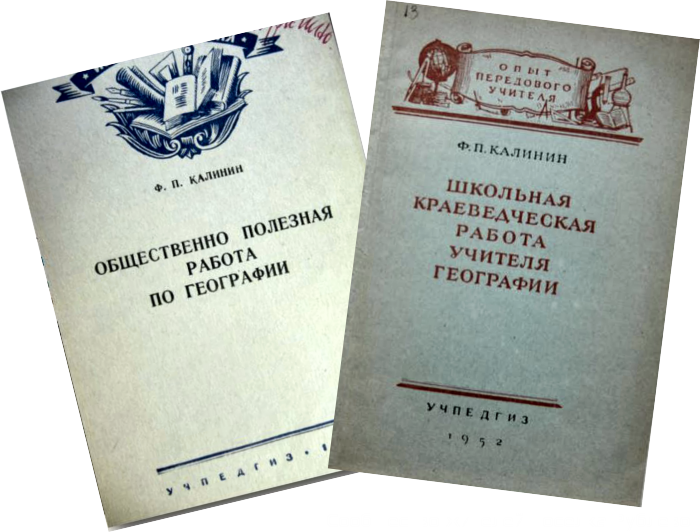 Ф. П. КАЛИНИН
ОБЩЕСТВЕННО ПОЛЕЗНАЯ
РАБОТА
ПО ГЕОГРАФИИ
УЧПЕДГИЗ · 1
13
ОПЫТ
ПЕРЕДОВОГО
УЧИТЕЛЯ
Ф. П. КАЛИНИН
ШКОЛЬНАЯ
КРАЕВЕДЧЕСКАЯ
РАБОТА
УЧИТЕЛЯ
ГЕОГРАФИИ
УЧПЕДГИЗ
1952